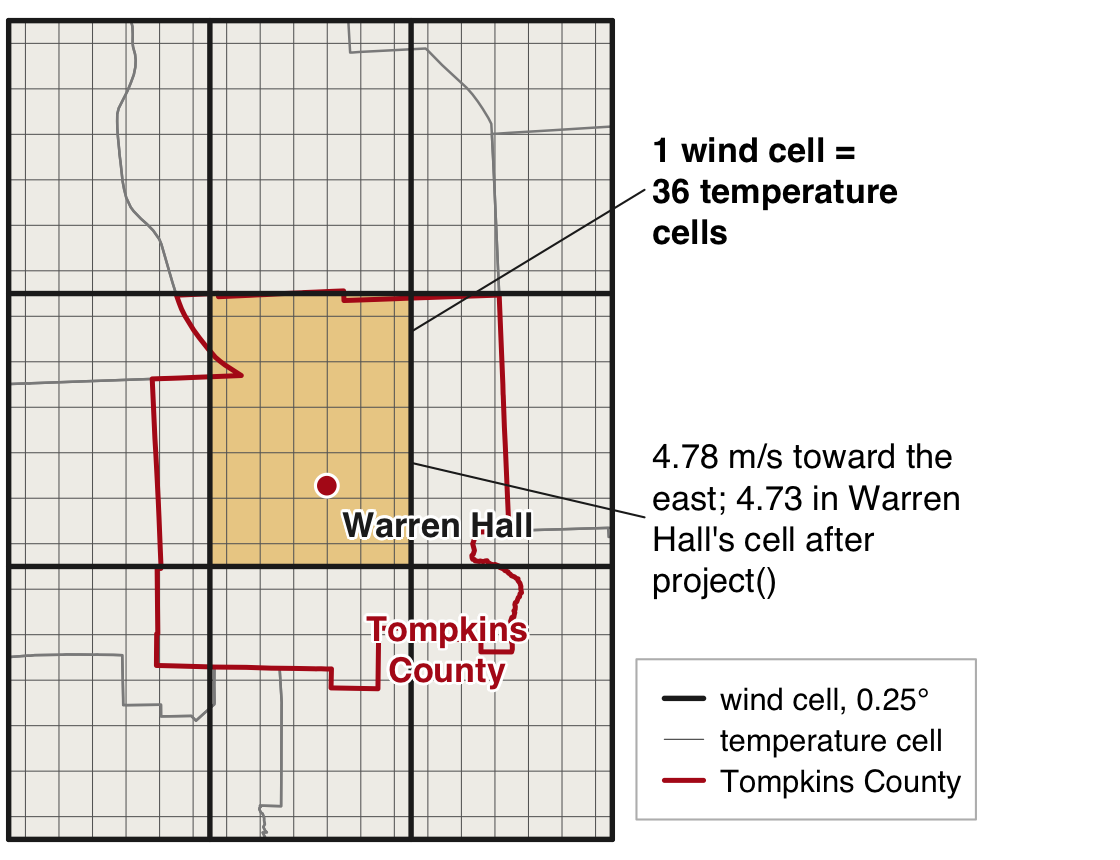 1 wind cell =
36 temperature
cells
4.78 m/s toward the
east; 4.73 in Warren
Hall's cell after
project()
Warren Hall
Tompkins
County
wind cell, 0.25°
temperature cell
Tompkins County